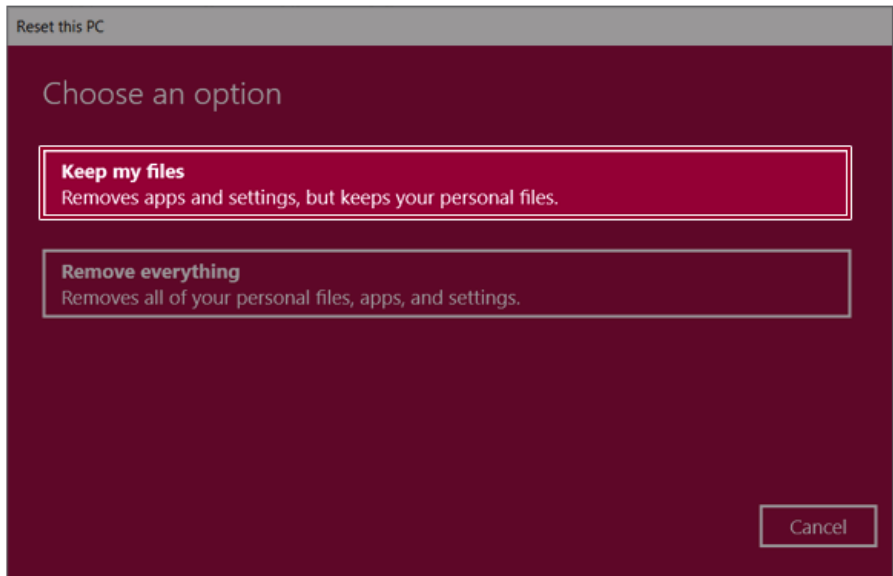 Reset this PC
Choose an option
Keep my files
Removes apps and settings, but keeps your personal files.
Remove everything
Removes all of your personal files, apps, and settings.
Cancel